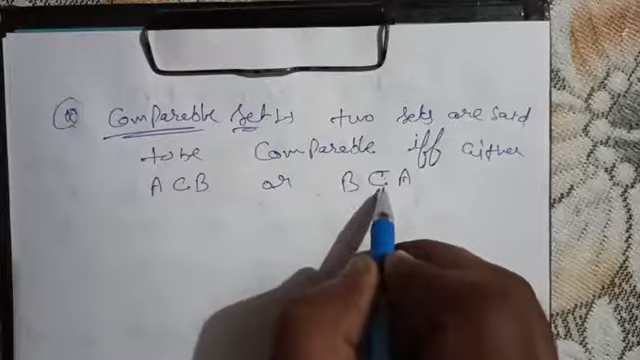 Comparable Sets two sets are said
to be Comparable iff either
A ⊂ B or B ⊂ A